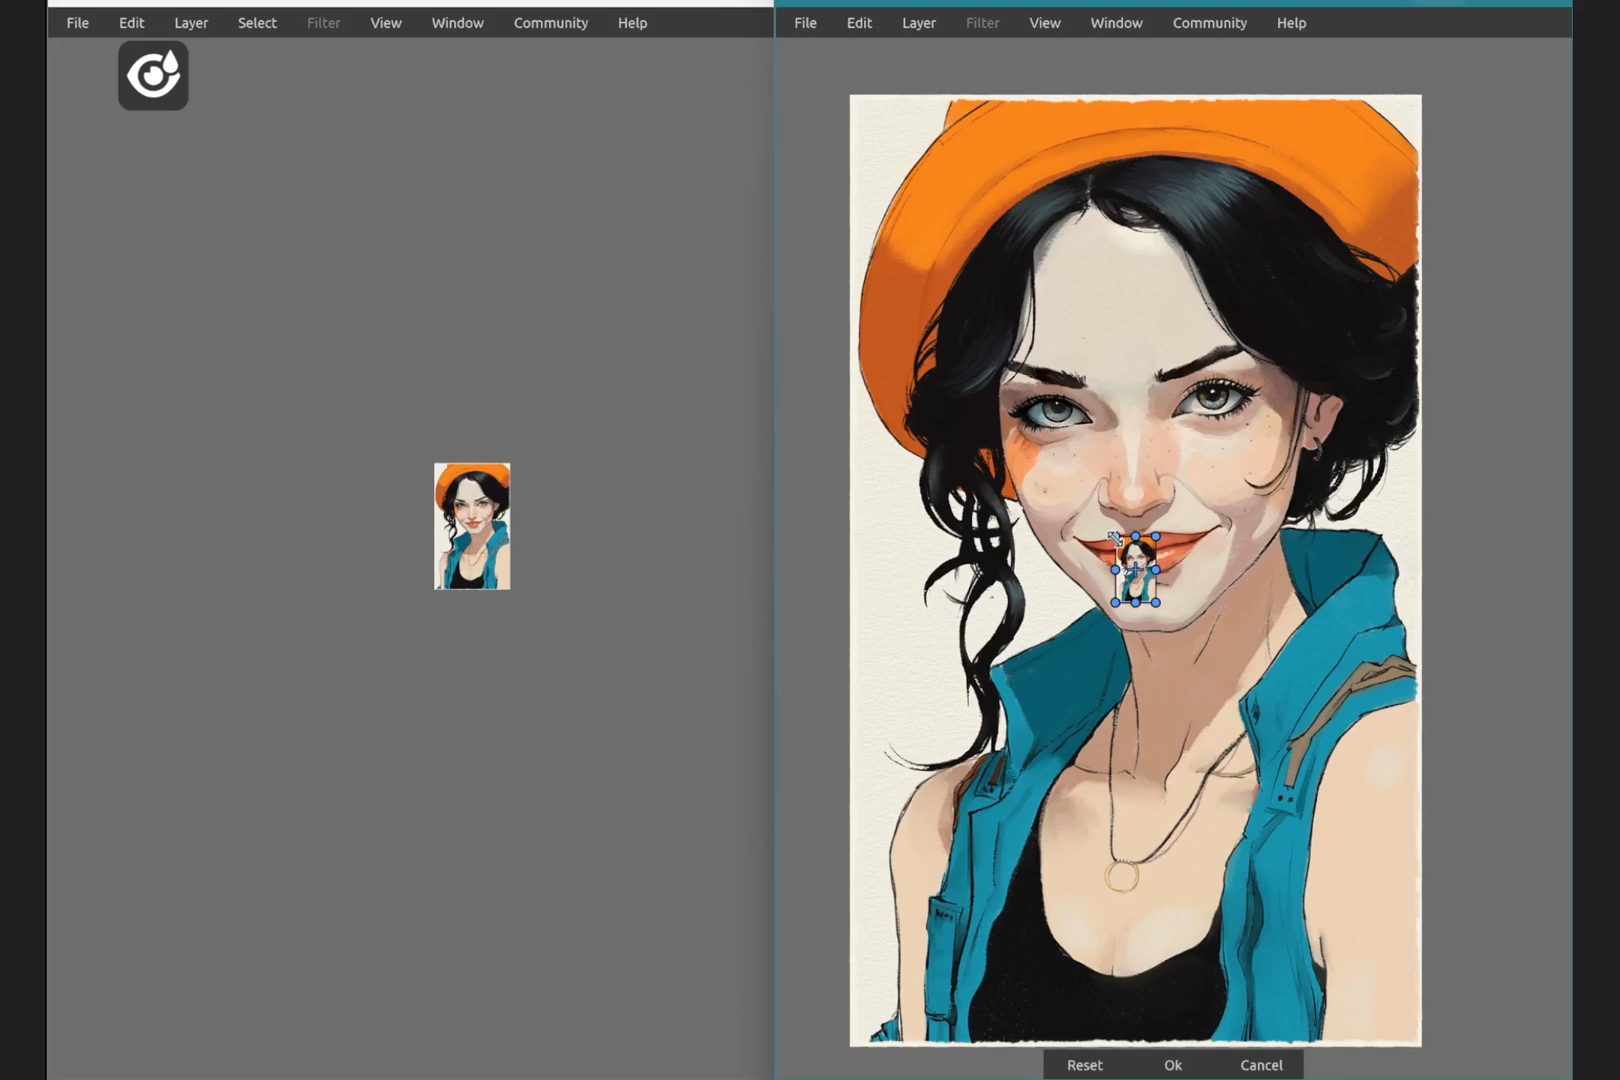 File Edit Layer Select Filter View Window Community Help
File Edit Layer Filter View Window Community Help
Reset Ok Cancel